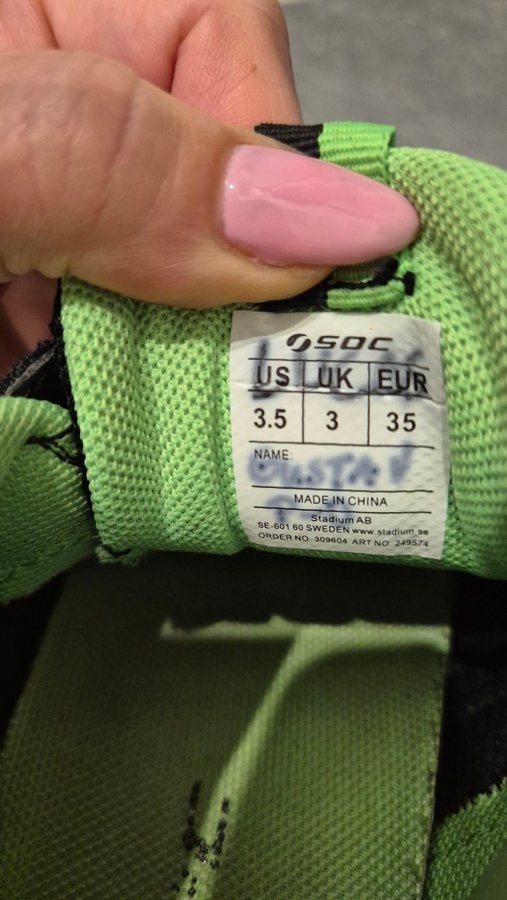 SOC
US UK EUR
3.5 3 35
NAME:
GUSTAV
MADE IN CHINA
Stadium AB
SE-601 60 SWEDEN www.stadium.se
ORDER NO. 309604 ART NO. 249574